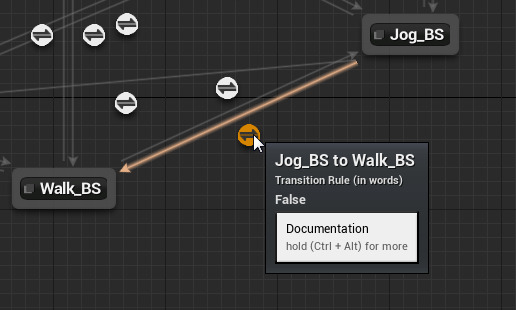 Jog_BS
Walk_BS
Jog_BS to Walk_BS
Transition Rule (in words)
False
Documentation
hold (Ctrl + Alt) for more